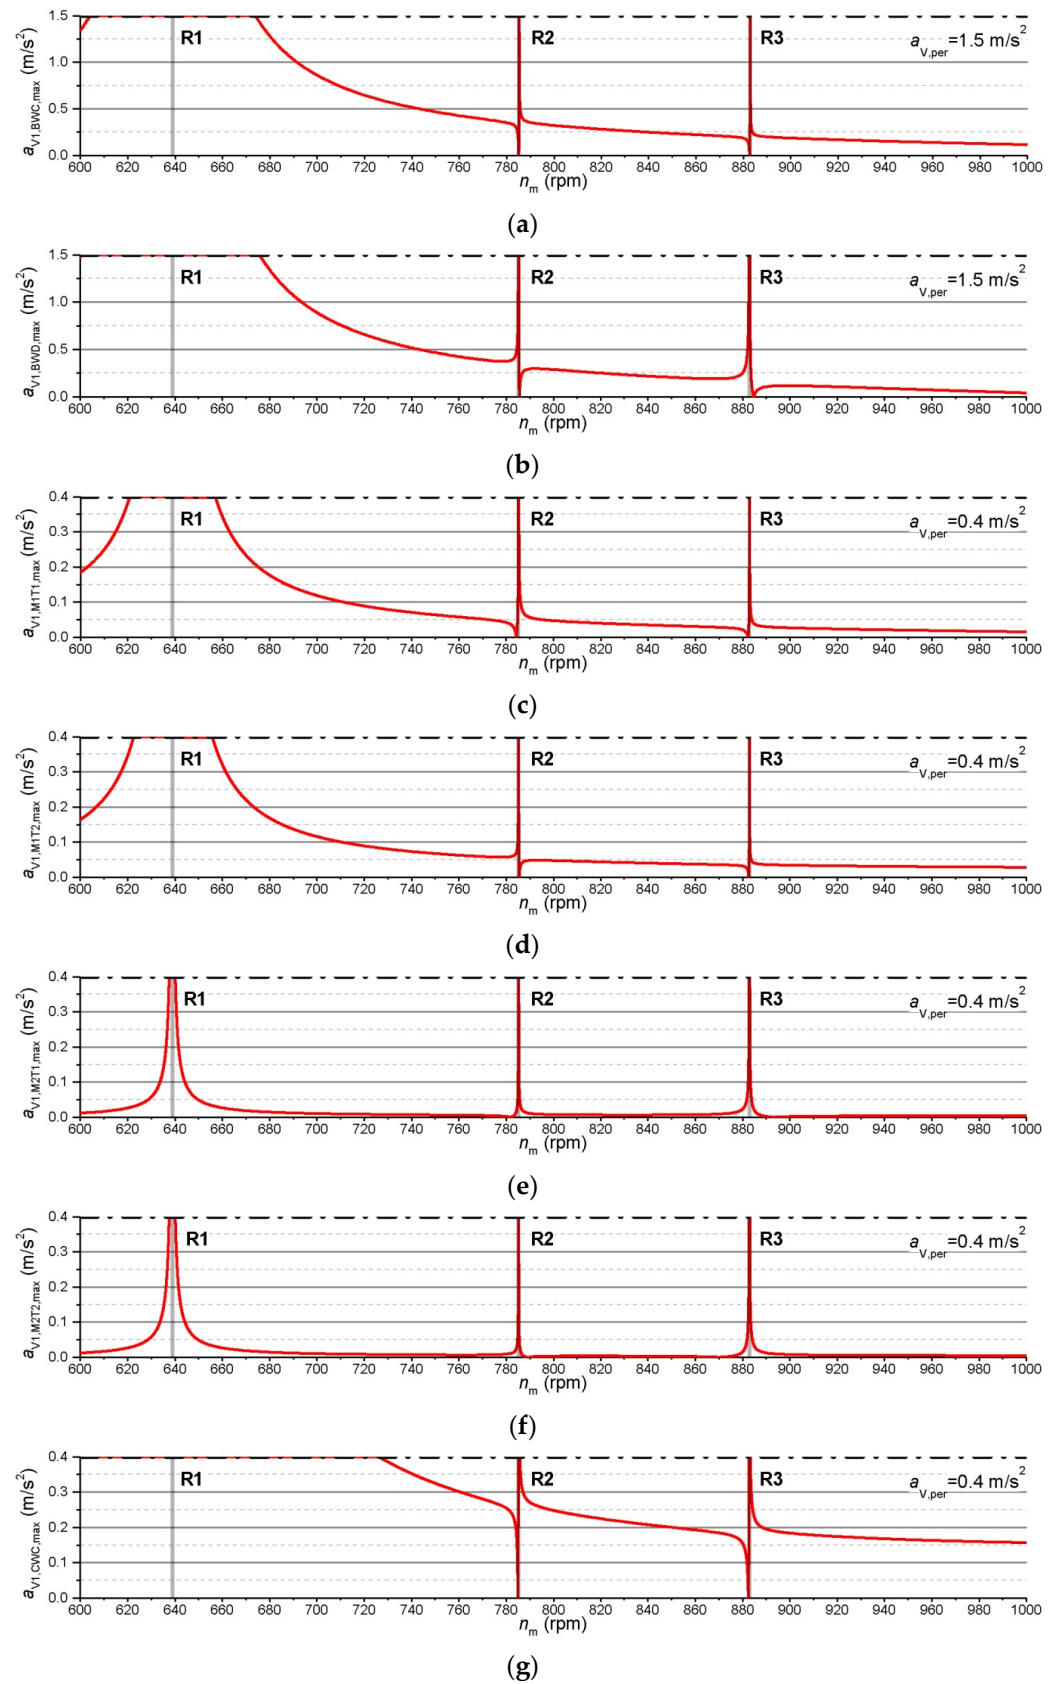 1.5
R1
R2
R3
a_V,per=1.5 m/s²
1.0
0.5
0.0
a_V1,BWC,max (m/s²)
600 620 640 660 680 700 720 740 760 780 800 820 840 860 880 900 920 940 960 980 1000
n_m (rpm)
(a)
1.5
R1
R2
R3
a_V,per=1.5 m/s²
1.0
0.5
0.0
a_V1,BWD,max (m/s²)
600 620 640 660 680 700 720 740 760 780 800 820 840 860 880 900 920 940 960 980 1000
n_m (rpm)
(b)
0.4
R1
R2
R3
a_V,per=0.4 m/s²
0.3
0.2
0.1
0.0
a_V1,M1T1,max (m/s²)
600 620 640 660 680 700 720 740 760 780 800 820 840 860 880 900 920 940 960 980 1000
n_m (rpm)
(c)
0.4
R1
R2
R3
a_V,per=0.4 m/s²
0.3
0.2
0.1
0.0
a_V1,M1T2,max (m/s²)
600 620 640 660 680 700 720 740 760 780 800 820 840 860 880 900 920 940 960 980 1000
n_m (rpm)
(d)
0.4
R1
R2
R3
a_V,per=0.4 m/s²
0.3
0.2
0.1
0.0
a_V1,M2T1,max (m/s²)
600 620 640 660 680 700 720 740 760 780 800 820 840 860 880 900 920 940 960 980 1000
n_m (rpm)
(e)
0.4
R1
R2
R3
a_V,per=0.4 m/s²
0.3
0.2
0.1
0.0
a_V1,M2T2,max (m/s²)
600 620 640 660 680 700 720 740 760 780 800 820 840 860 880 900 920 940 960 980 1000
n_m (rpm)
(f)
0.4
R1
R2
R3
a_V,per=0.4 m/s²
0.3
0.2
0.1
0.0
a_V1,CWC,max (m/s²)
600 620 640 660 680 700 720 740 760 780 800 820 840 860 880 900 920 940 960 980 1000
n_m (rpm)
(g)